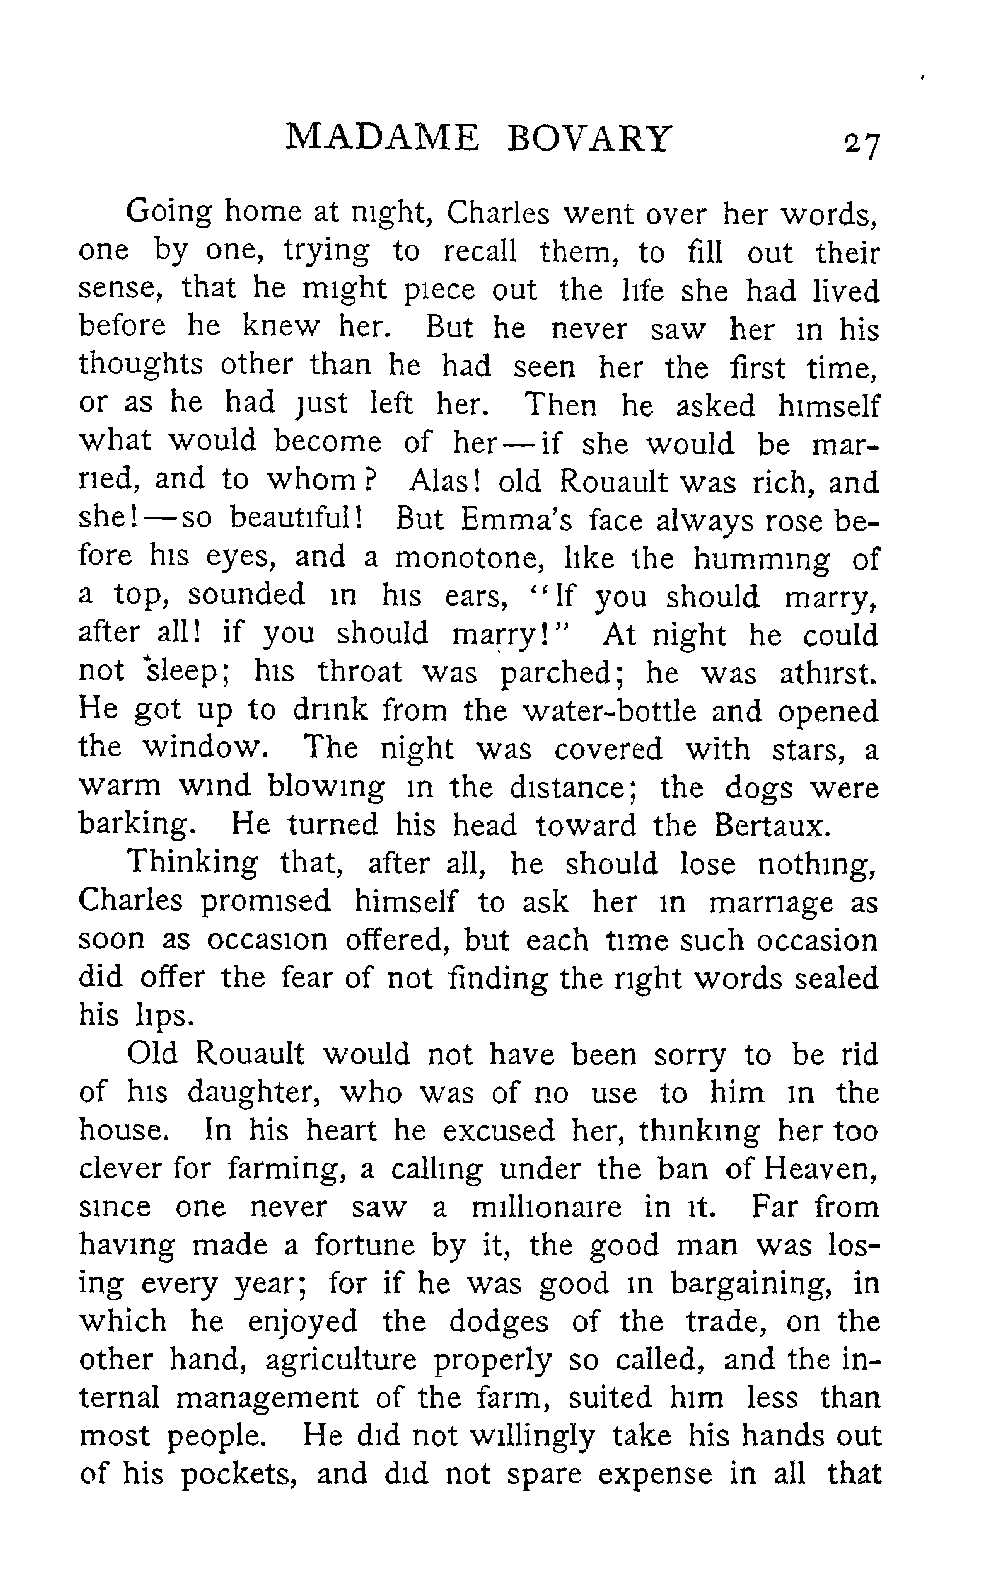 MADAME BOVARY 27
Going home at night, Charles went over her words,
one by one, trying to recall them, to fill out their
sense, that he might piece out the life she had lived
before he knew her. But he never saw her in his
thoughts other than he had seen her the first time,
or as he had just left her. Then he asked himself
what would become of her—if she would be mar-
ried, and to whom? Alas! old Rouault was rich, and
she!—so beautiful! But Emma's face always rose be-
fore his eyes, and a monotone, like the humming of
a top, sounded in his ears, "If you should marry,
after all! if you should marry!" At night he could
not sleep; his throat was parched; he was athirst.
He got up to drink from the water-bottle and opened
the window. The night was covered with stars, a
warm wind blowing in the distance; the dogs were
barking. He turned his head toward the Bertaux.
Thinking that, after all, he should lose nothing,
Charles promised himself to ask her in marriage as
soon as occasion offered, but each time such occasion
did offer the fear of not finding the right words sealed
his lips.
Old Rouault would not have been sorry to be rid
of his daughter, who was of no use to him in the
house. In his heart he excused her, thinking her too
clever for farming, a calling under the ban of Heaven,
since one never saw a millionaire in it. Far from
having made a fortune by it, the good man was los-
ing every year; for if he was good in bargaining, in
which he enjoyed the dodges of the trade, on the
other hand, agriculture properly so called, and the in-
ternal management of the farm, suited him less than
most people. He did not willingly take his hands out
of his pockets, and did not spare expense in all that